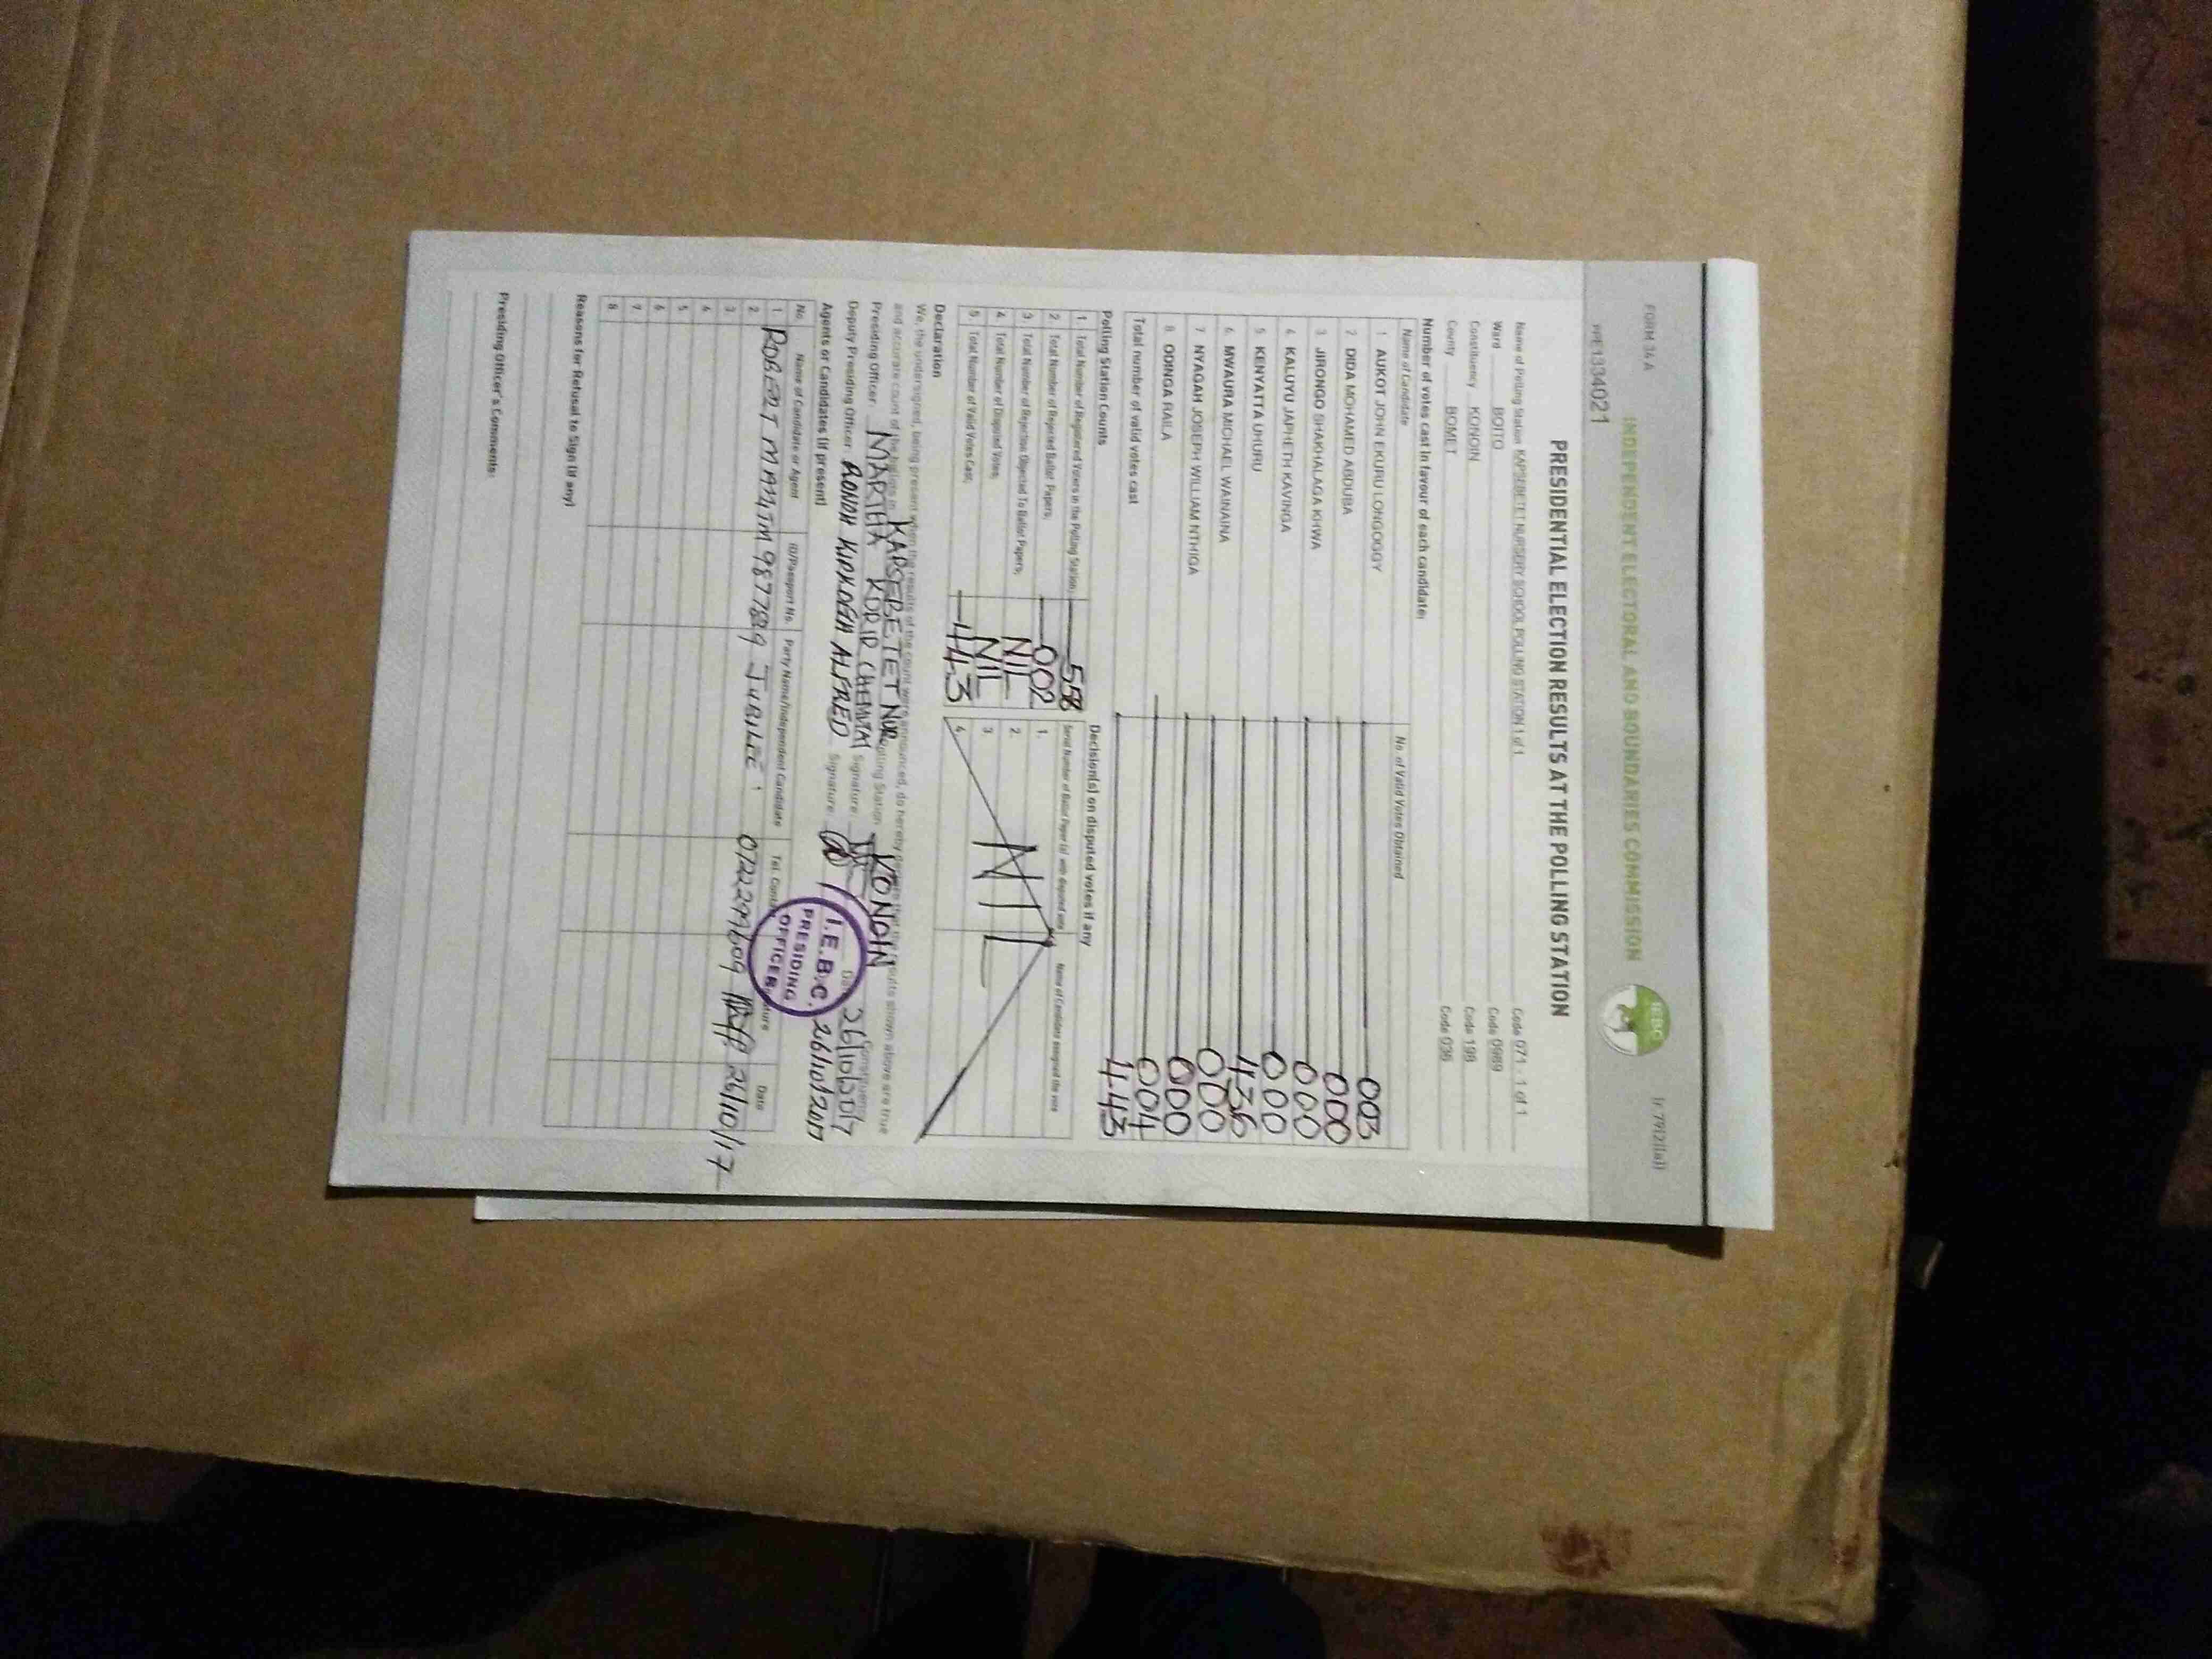 FORM 34 A
r. 79(2)(a))
INDEPENDENT ELECTORAL AND BOUNDARIES COMMISSION
IEBC
PPE1334021
PRESIDENTIAL ELECTION RESULTS AT THE POLLING STATION
Name of Polling Station KAPSEBETET NURSERY SCHOOL POLLING STATION 1 of 1 Code 071 - 1 of 1
Ward BOITO Code 0989
Constituency KONOIN Code 198
County BOMET Code 036
Number of votes cast in favour of each candidate:
Name of Candidate No. of Valid Votes Obtained
1 AUKOT JOHN EKURU LONGOGGY 003
2 DIDA MOHAMED ABDUBA 000
3 JIRONGO SHAKHALAGA KHWA 000
4 KALUYU JAPHETH KAVINGA 000
5 KENYATTA UHURU 436
6 MWAURA MICHAEL WAINAINA 000
7 NYAGAH JOSEPH WILLIAM NTHIGA 000
8 ODINGA RAILA 004
Total number of valid votes cast 443
Polling Station Counts
1. Total Number of Registered Voters in the Polling Station; 558
2. Total Number of Rejected Ballot Papers; 002
3. Total Number of Rejection Objected To Ballot Papers; NIL
4. Total Number of Disputed Votes; NIL
5. Total Number of Valid Votes Cast; 443
Decision(s) on disputed votes if any
Serial Number of Ballot Paper (s) with disputed votes Name of Candidate assigned the vote
1.
2.
3.
4.
NIL
Declaration
We, the undersigned, being present when the results of the count were announced, do hereby declare that the results shown above are true
and accurate count of the ballots in KAPSEBETET NUR Polling Station KONOIN Constituency
Presiding Officer MARTHA KORIR CHEMTAI Signature Date 26/10/2017
Deputy Presiding Officer RONOH KIPKOECH ALFRED Signature 26/10/2017
I.E.B.C.
PRESIDING
OFFICER
Agents or Candidates (if present)
No. Name of Candidate or Agent ID/Passport No. Party Name/Independent Candidate Tel. Contact Signature Date
1 ROBERT JUBILEE 26/10/17
2
3
4
5
6
7
8
Reasons for Refusal to Sign (if any)
Presiding Officer's Comments: